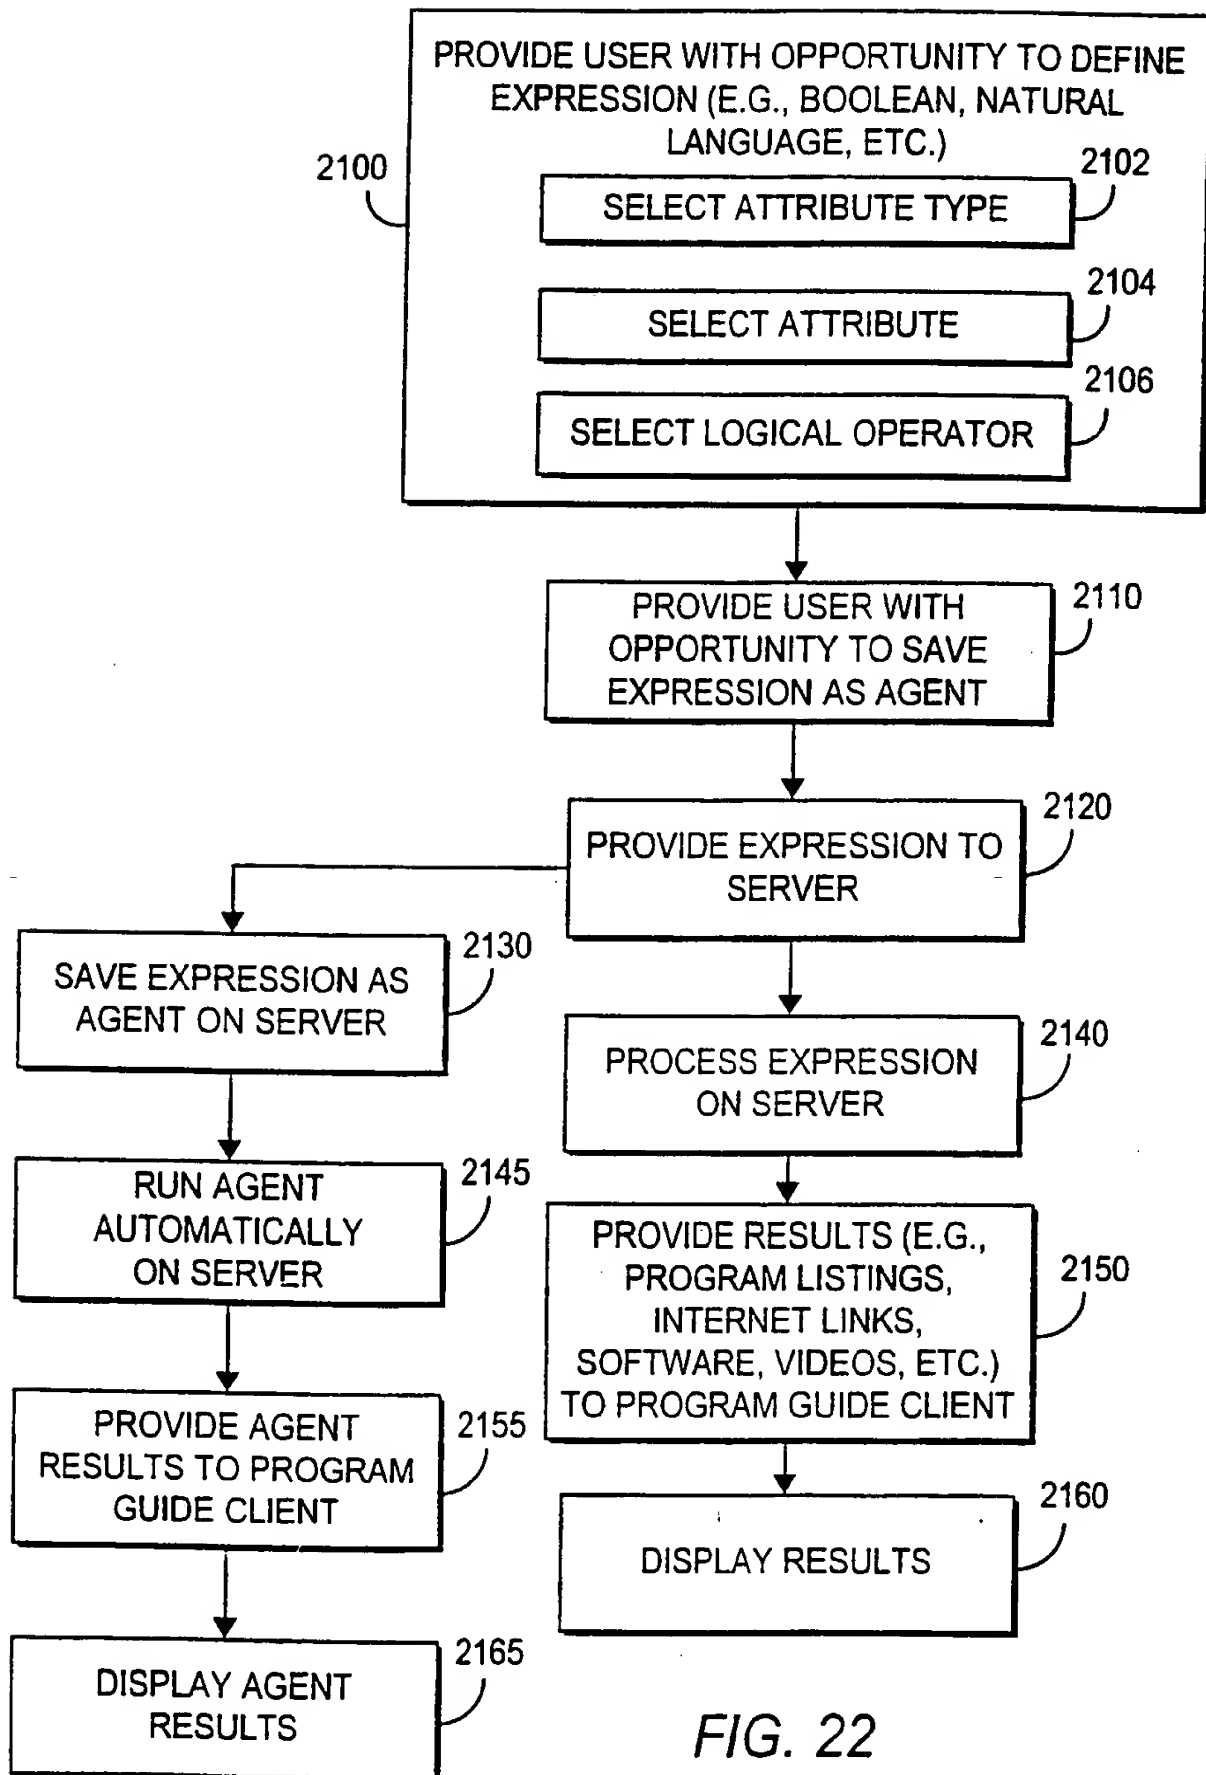 PROVIDE USER WITH OPPORTUNITY TO DEFINE
EXPRESSION (E.G., BOOLEAN, NATURAL
LANGUAGE, ETC.)
2100
2102
SELECT ATTRIBUTE TYPE
2104
SELECT ATTRIBUTE
2106
SELECT LOGICAL OPERATOR
PROVIDE USER WITH
OPPORTUNITY TO SAVE
EXPRESSION AS AGENT
2110
PROVIDE EXPRESSION TO
SERVER
2120
SAVE EXPRESSION AS
AGENT ON SERVER
2130
PROCESS EXPRESSION
ON SERVER
2140
RUN AGENT
AUTOMATICALLY
ON SERVER
2145
PROVIDE RESULTS (E.G.,
PROGRAM LISTINGS,
INTERNET LINKS,
SOFTWARE, VIDEOS, ETC.)
TO PROGRAM GUIDE CLIENT
2150
PROVIDE AGENT
RESULTS TO PROGRAM
GUIDE CLIENT
2155
DISPLAY RESULTS
2160
DISPLAY AGENT
RESULTS
2165
FIG. 22